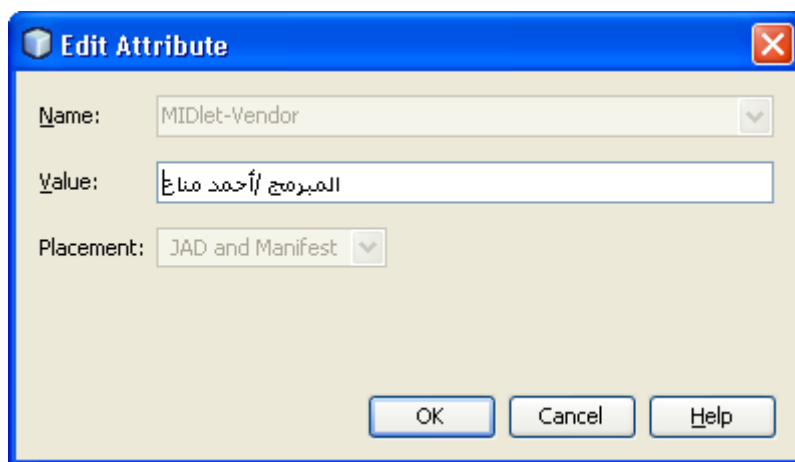 Edit Attribute
Name: MIDlet-Vendor
Value: المبرمج /أحمد مناع
Placement: JAD and Manifest
OK Cancel Help